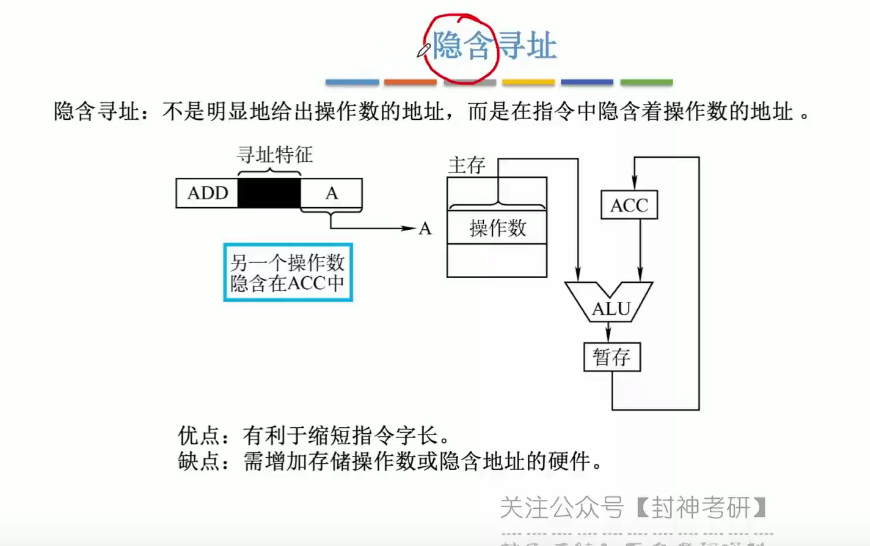 隐含寻址
隐含寻址：不是明显地给出操作数的地址，而是在指令中隐含着操作数的地址 。
寻址特征
主存
ADD
A
ACC
A
操作数
另一个操作数
隐含在ACC中
ALU
暂存
优点：有利于缩短指令字长。
缺点：需增加存储操作数或隐含地址的硬件。
关注公众号【封神考研】